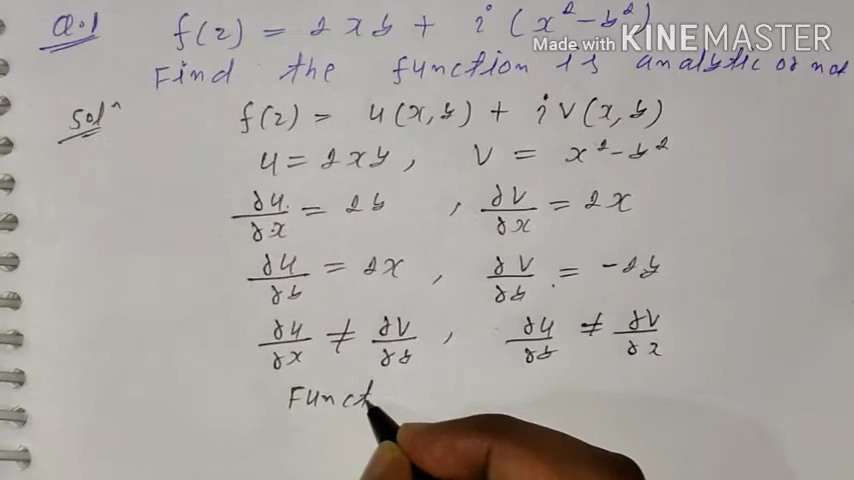 Q.1 f(z) = 2xy + i(x² - y²)
Made with KINEMASTER
Find the function is analytic or not
Solⁿ f(z) = u(x,y) + iv(x,y)
u = 2xy, v = x² - y²
∂u/∂x = 2y, ∂v/∂x = 2x
∂u/∂y = 2x, ∂v/∂y = -2y
∂u/∂x ≠ ∂v/∂y, ∂u/∂y ≠ ∂v/∂x
Funct